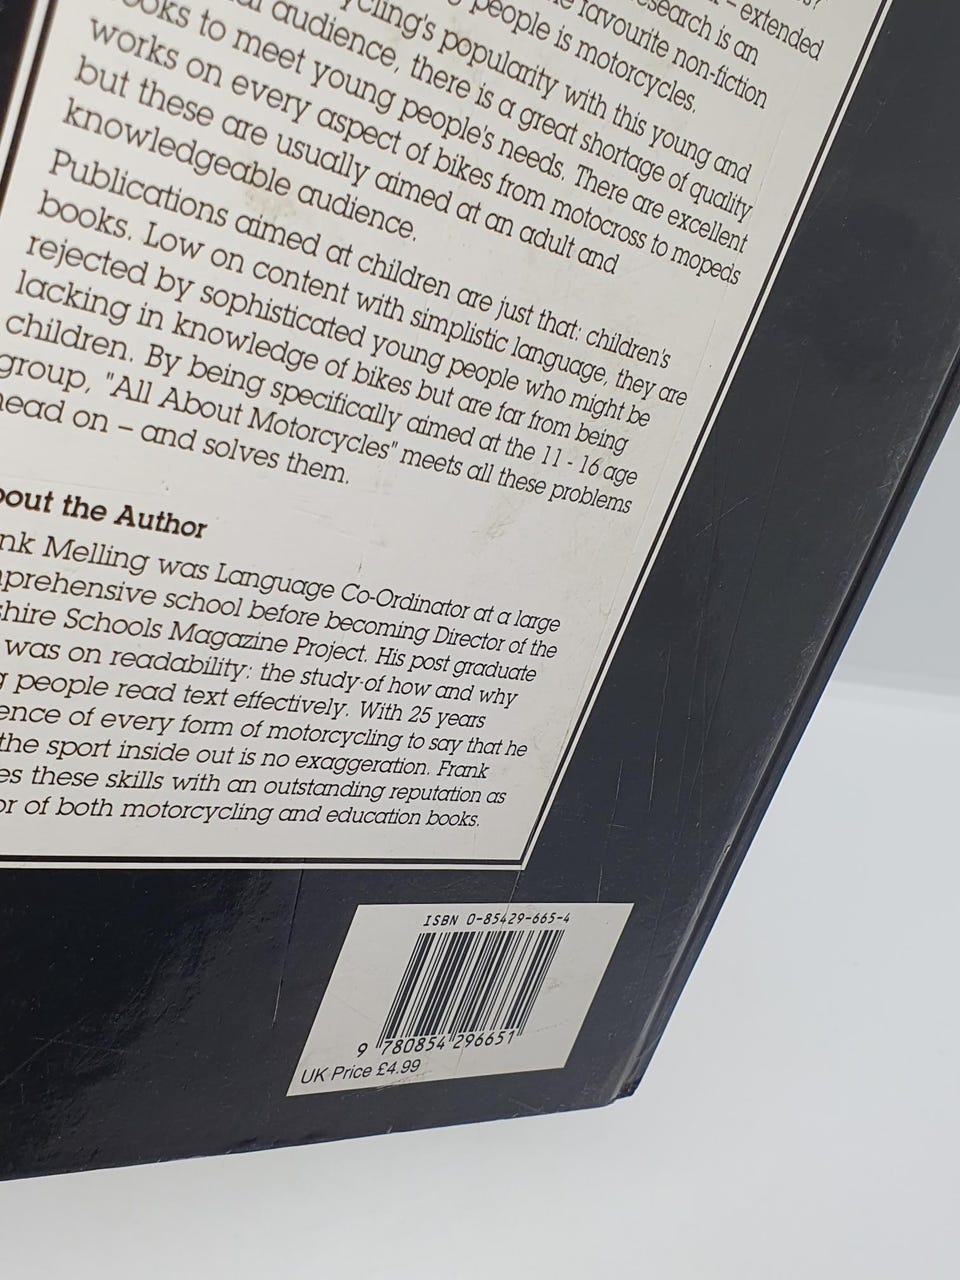 – extended
esearch is an
favourite non-fiction
people is motorcycles.
cling's popularity with this young and
audience, there is a great shortage of quality
ooks to meet young people's needs. There are excellent
works on every aspect of bikes from motocross to mopeds
but these are usually aimed at an adult and
knowledgeable audience.
Publications aimed at children are just that: children's
books. Low on content with simplistic language, they are
rejected by sophisticated young people who might be
lacking in knowledge of bikes but are far from being
children. By being specifically aimed at the 11 - 16 age
group, "All About Motorcycles" meets all these problems
head on – and solves them.
bout the Author
nk Melling was Language Co-Ordinator at a large
prehensive school before becoming Director of the
shire Schools Magazine Project. His post graduate
was on readability: the study of how and why
g people read text effectively. With 25 years
ence of every form of motorcycling to say that he
the sport inside out is no exaggeration. Frank
es these skills with an outstanding reputation as
or of both motorcycling and education books.
ISBN 0-85429-665-4
9 780854 296651
UK Price £4.99